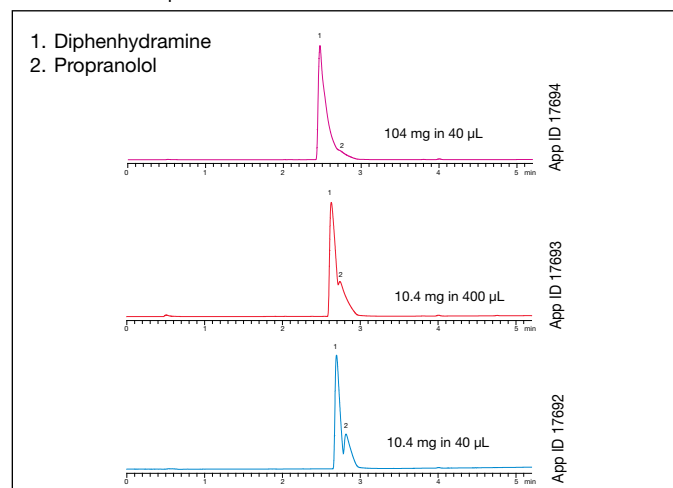 1. Diphenhydramine
2. Propranolol
1
2
104 mg in 40 µL
App ID 17694
0 1 2 3 4 5 min
1
2
10.4 mg in 400 µL
App ID 17693
0 1 2 3 4 5 min
1
2
10.4 mg in 40 µL
App ID 17692
0 1 2 3 4 5 min